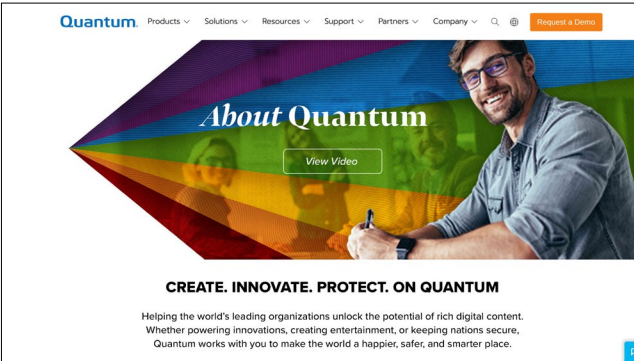 Quantum. Products Solutions Resources Support Partners Company Request a Demo
About Quantum
View Video
CREATE. INNOVATE. PROTECT. ON QUANTUM
Helping the world's leading organizations unlock the potential of rich digital content.
Whether powering innovations, creating entertainment, or keeping nations secure,
Quantum works with you to make the world a happier, safer, and smarter place.